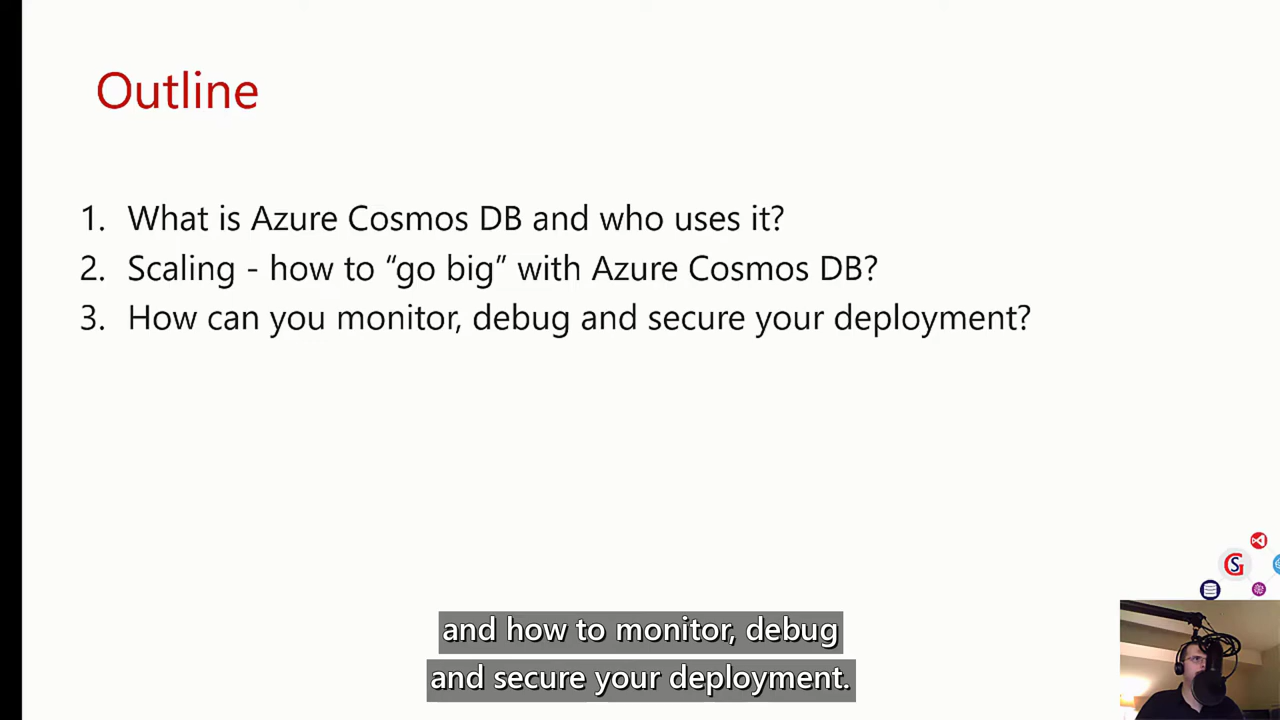 Outline
1. What is Azure Cosmos DB and who uses it?
2. Scaling - how to “go big” with Azure Cosmos DB?
3. How can you monitor, debug and secure your deployment?
GS
and how to monitor, debug
and secure your deployment.